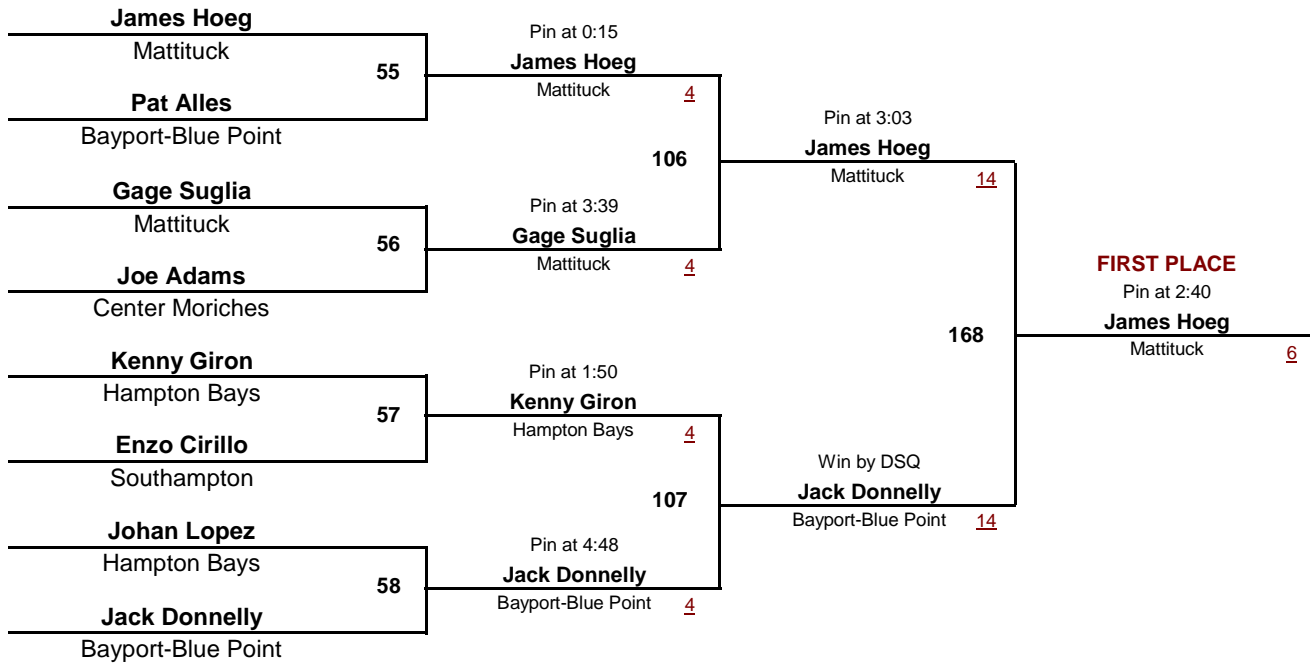 James Hoeg
Mattituck
55
Pat Alles
Bayport-Blue Point
Gage Suglia
Mattituck
56
Joe Adams
Center Moriches
Kenny Giron
Hampton Bays
57
Enzo Cirillo
Southampton
Johan Lopez
Hampton Bays
58
Jack Donnelly
Bayport-Blue Point
Pin at 0:15
James Hoeg
Mattituck 4
106
Pin at 3:39
Gage Suglia
Mattituck 4
Pin at 1:50
Kenny Giron
Hampton Bays 4
107
Pin at 4:48
Jack Donnelly
Bayport-Blue Point 4
Pin at 3:03
James Hoeg
Mattituck 14
168
Win by DSQ
Jack Donnelly
Bayport-Blue Point 14
FIRST PLACE
Pin at 2:40
James Hoeg
Mattituck 6